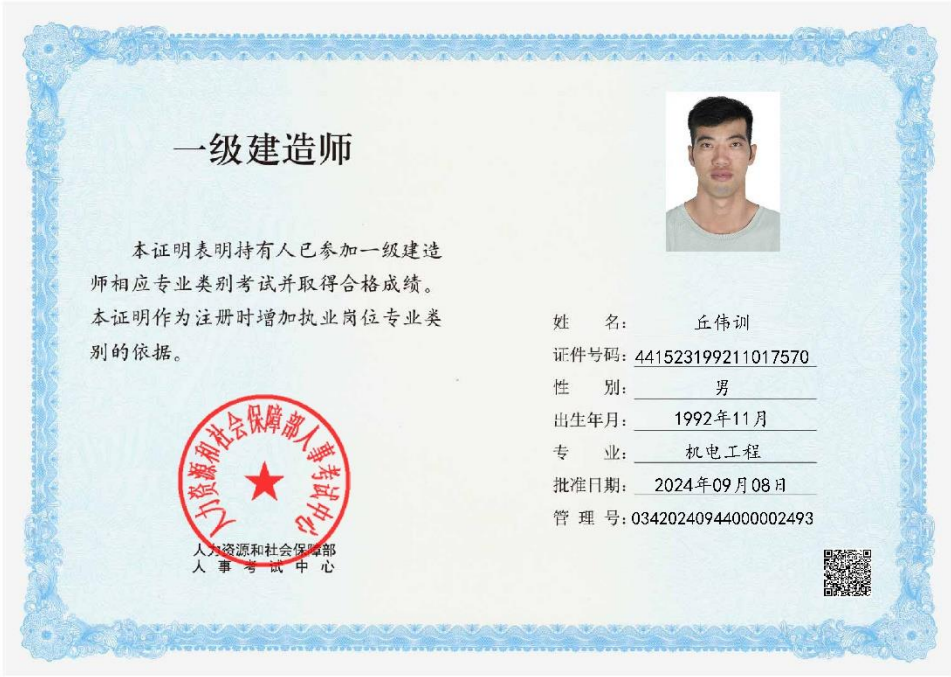 一级建造师
本证明表明持有人已参加一级建造
师相应专业类别考试并取得合格成绩。
本证明作为注册时增加执业岗位专业类
别的依据。
人力资源和社会保障部人事考试中心
人力资源和社会保障部
人事考试中心
姓名：丘伟训
证件号码：441523199211017570
性别：男
出生年月：1992年11月
专业：机电工程
批准日期：2024年09月08日
管理号：03420240944000002493